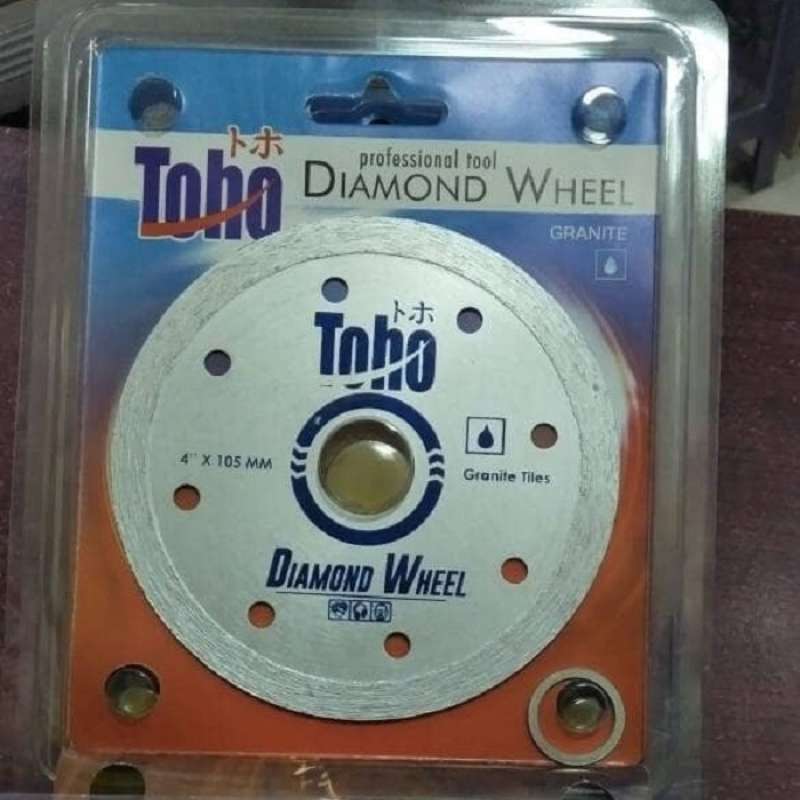 トホ
Toho
professional tool
DIAMOND WHEEL
GRANITE
トホ
Toho
4" X 105 MM
Granite Tiles
DIAMOND WHEEL